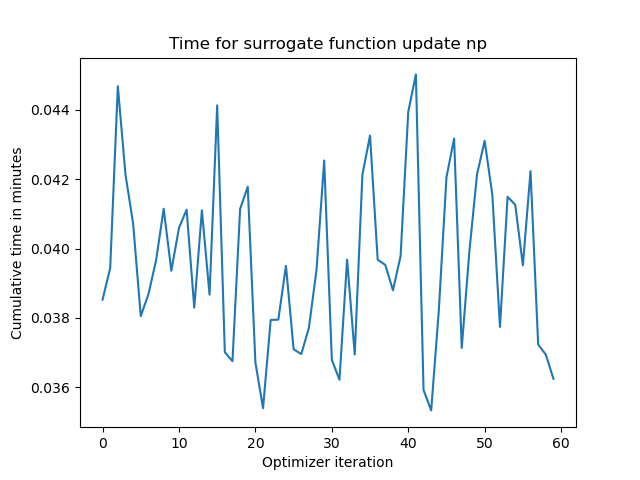 Time for surrogate function update np
Cumulative time in minutes
0.044
0.042
0.040
0.038
0.036
0 10 20 30 40 50 60
Optimizer iteration